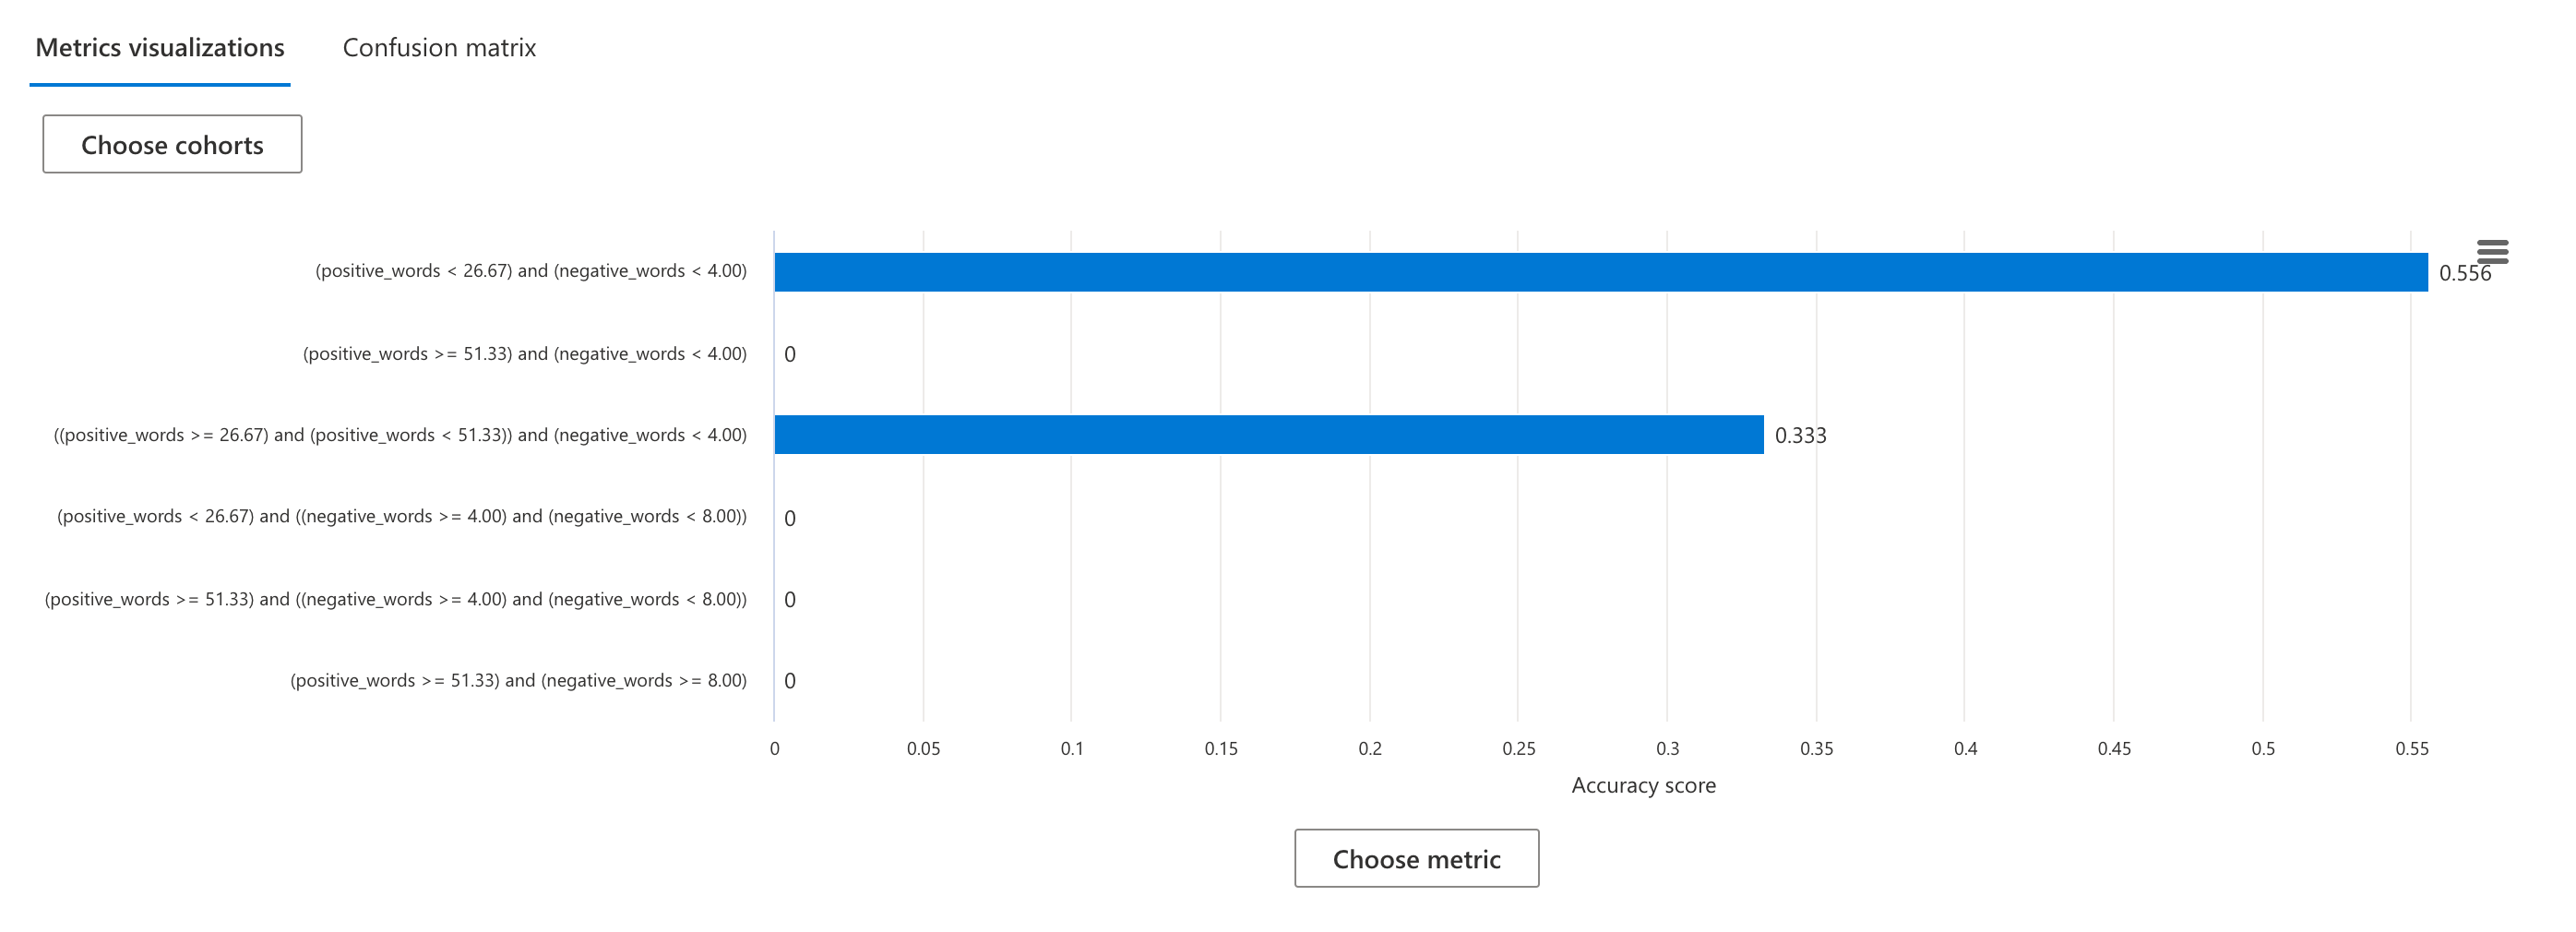 Metrics visualizations Confusion matrix
Choose cohorts
(positive_words < 26.67) and (negative_words < 4.00) 0.556
(positive_words >= 51.33) and (negative_words < 4.00) 0
((positive_words >= 26.67) and (positive_words < 51.33)) and (negative_words < 4.00) 0.333
(positive_words < 26.67) and ((negative_words >= 4.00) and (negative_words < 8.00)) 0
(positive_words >= 51.33) and ((negative_words >= 4.00) and (negative_words < 8.00)) 0
(positive_words >= 51.33) and (negative_words >= 8.00) 0
0 0.05 0.1 0.15 0.2 0.25 0.3 0.35 0.4 0.45 0.5 0.55
Accuracy score
Choose metric